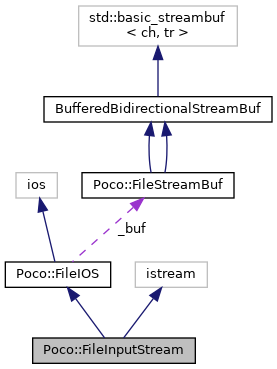 std::basic_streambuf
< ch, tr >
BufferedBidirectionalStreamBuf
ios
Poco::FileStreamBuf
_buf
Poco::FileIOS
istream
Poco::FileInputStream